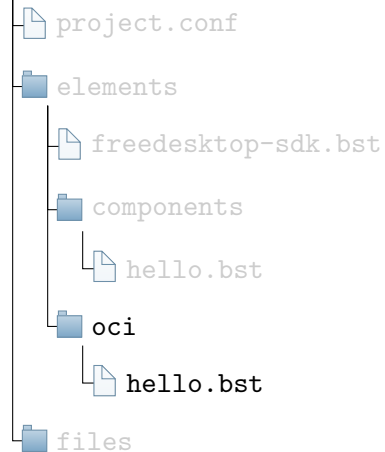 project.conf
elements
freedesktop-sdk.bst
components
hello.bst
oci
hello.bst
files